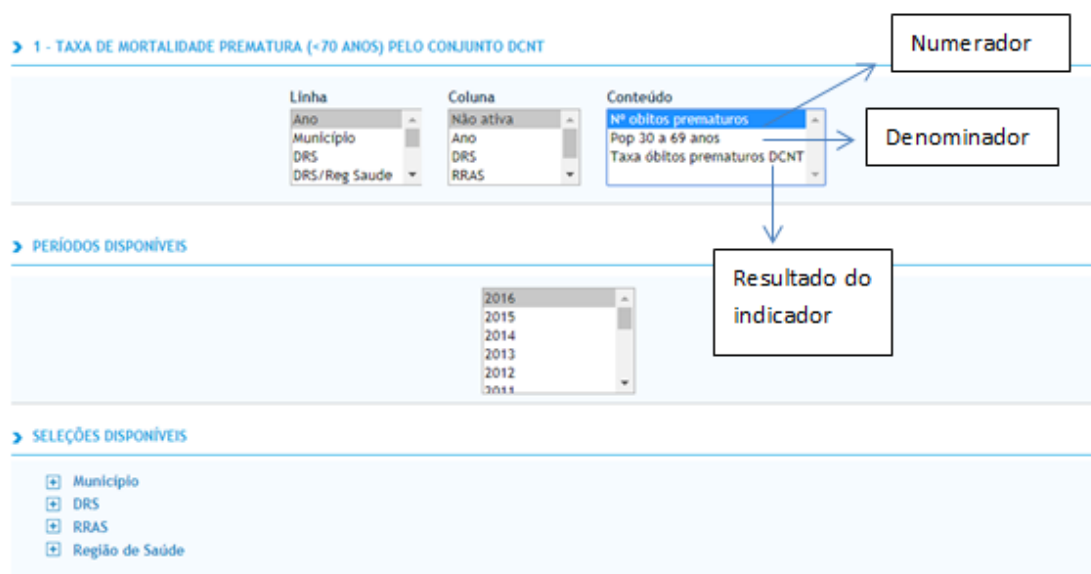 1 - TAXA DE MORTALIDADE PREMATURA (<70 ANOS) PELO CONJUNTO DCNT
Numerador
Linha
Ano
Município
DRS
DRS/Reg Saude
Coluna
Não ativa
Ano
DRS
RRAS
Conteúdo
Nº obitos prematuros
Pop 30 a 69 anos
Taxa óbitos prematuros DCNT
Denominador
Resultado do
indicador
PERÍODOS DISPONÍVEIS
2016
2015
2014
2013
2012
2011
SELEÇÕES DISPONÍVEIS
Município
DRS
RRAS
Região de Saúde